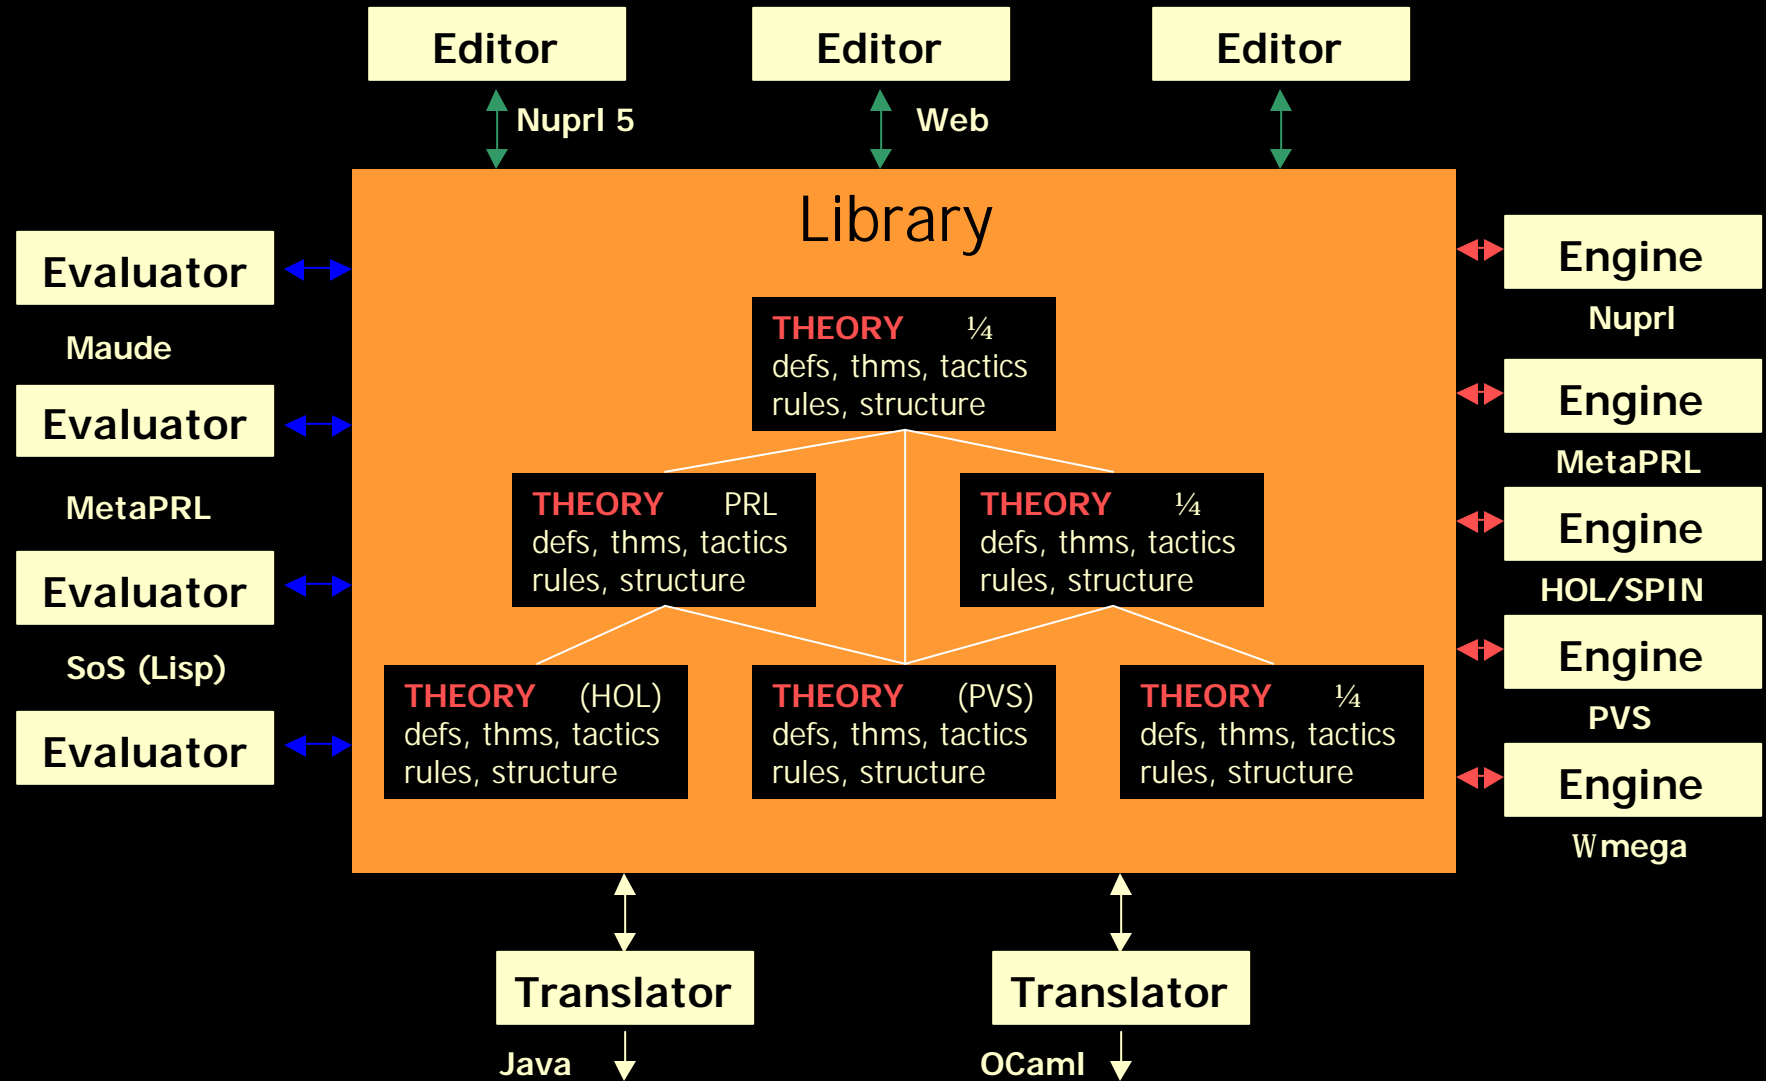 Editor
Editor
Editor
Nuprl 5
Web
Library
Evaluator
Maude
Evaluator
MetaPRL
Evaluator
SoS (Lisp)
Evaluator
THEORY ¼
defs, thms, tactics
rules, structure
THEORY PRL
defs, thms, tactics
rules, structure
THEORY ¼
defs, thms, tactics
rules, structure
THEORY (HOL)
defs, thms, tactics
rules, structure
THEORY (PVS)
defs, thms, tactics
rules, structure
THEORY ¼
defs, thms, tactics
rules, structure
Engine
Nuprl
Engine
MetaPRL
Engine
HOL/SPIN
Engine
PVS
Engine
Wmega
Translator
Java
Translator
OCaml